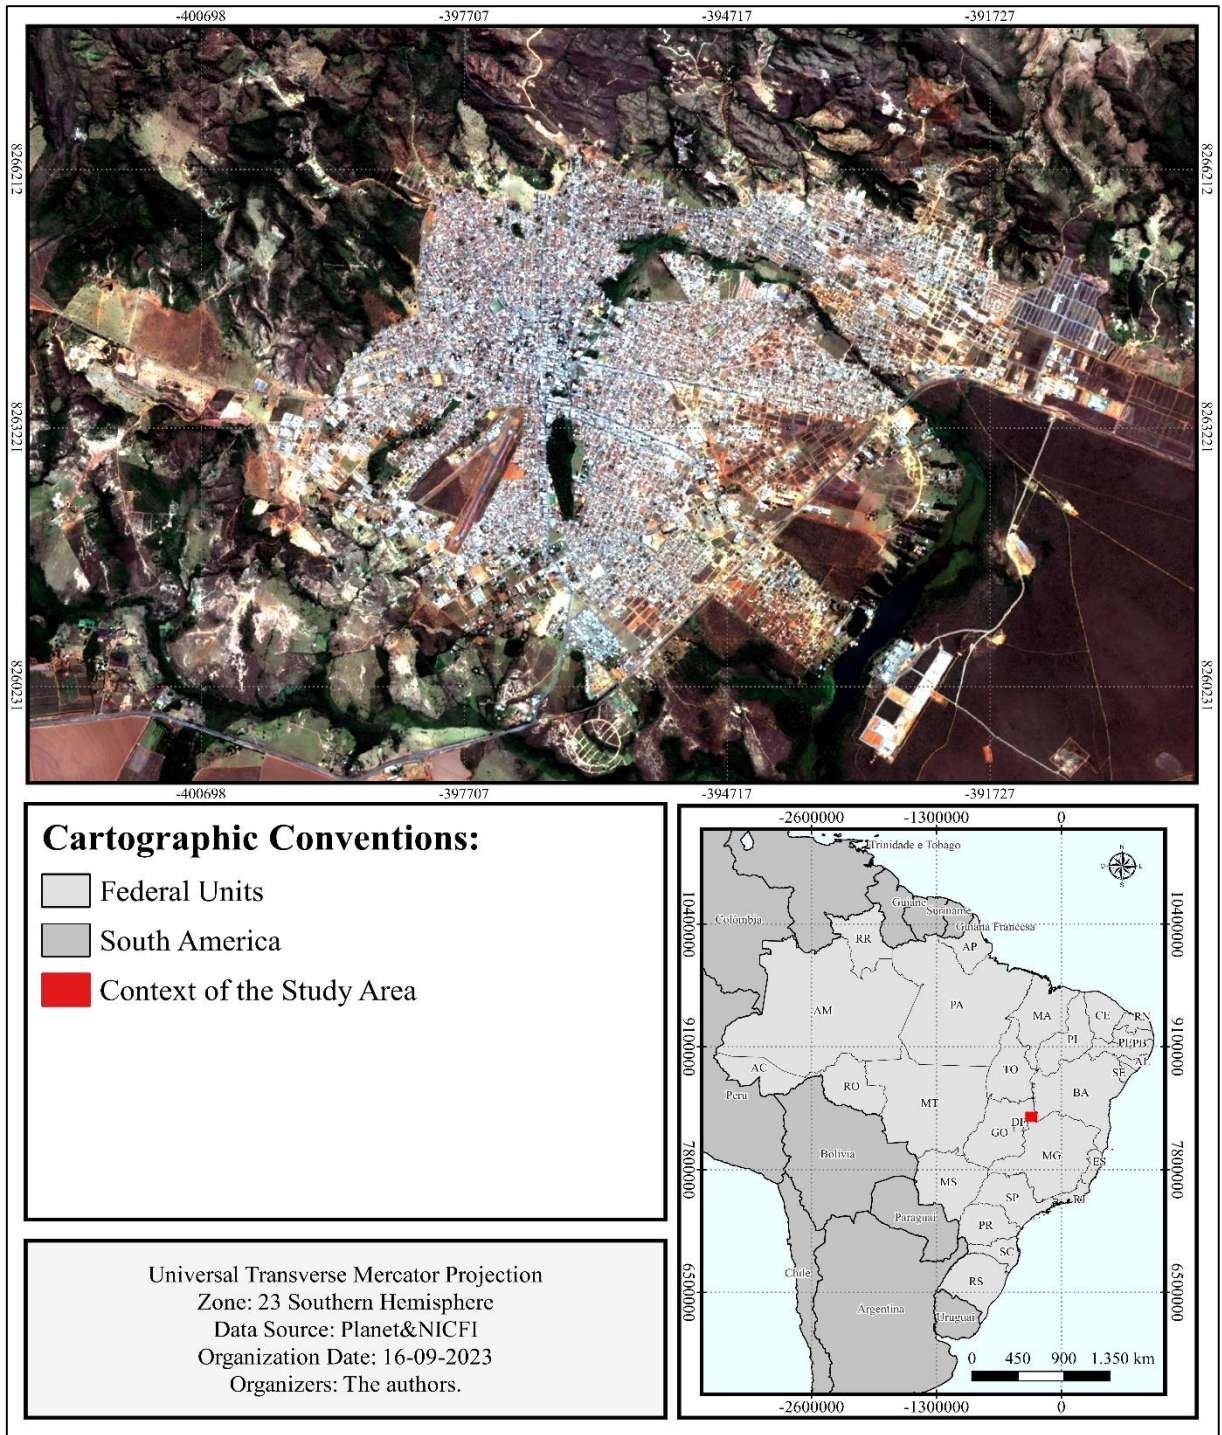 -400698 -397707 -394717 -391727
8266212 8266212
8263221 8263221
8260231 8260231
-400698 -397707 -394717 -391727
Cartographic Conventions:
Federal Units
South America
Context of the Study Area
Universal Transverse Mercator Projection
Zone: 23 Southern Hemisphere
Data Source: Planet&NICFI
Organization Date: 16-09-2023
Organizers: The authors.
-2600000 -1300000 0
Trinidade e Tobago
N
O L
S
Colômbia
Guiane
Suriname
Guiana Francesa
10400000 10400000
RR
AP
AM
PA
MA
CE
RN
PI
PE
PB
9100000 9100000
AL
SE
AC
Peru
RO
TO
BA
MT
DF
GO
Bolívia
MG
ES
7800000 7800000
MS
SP
RJ
Paraguai
PR
SC
Chile
RS
6500000 6500000
Argentina
Uruguai
0 450 900 1.350 km
-2600000 -1300000 0